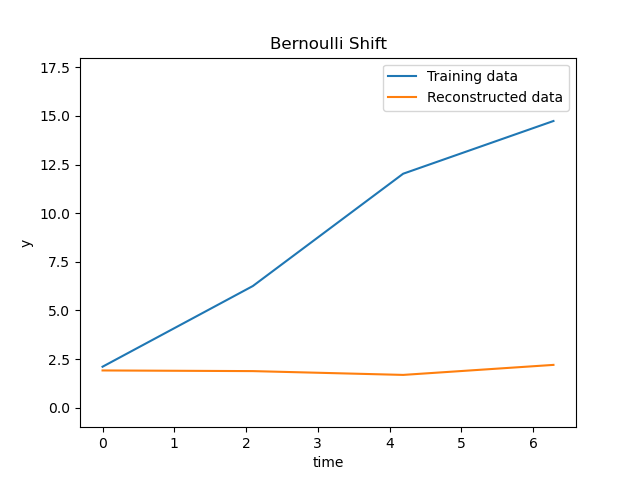 Bernoulli Shift
17.5
15.0
12.5
10.0
7.5
5.0
2.5
0.0
y
Training data
Reconstructed data
0 1 2 3 4 5 6
time